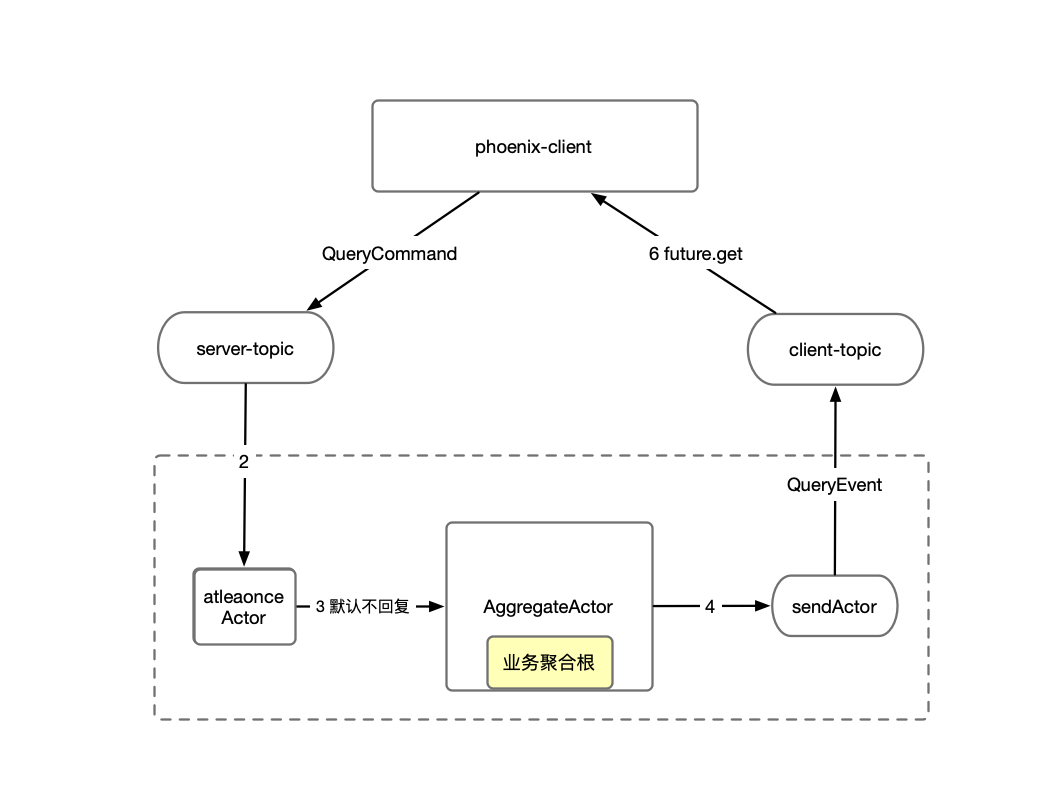 phoenix-client
QueryCommand
6 future.get
server-topic
client-topic
2
QueryEvent
atleaonce
Actor
3 默认不回复
AggregateActor
4
sendActor
业务聚合根